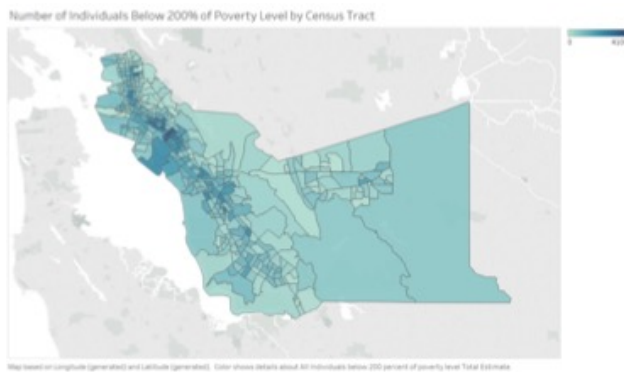 Number of Individuals Below 200% of Poverty Level by Census Tract
0
Map based on Longitude (generated) and Latitude (generated). Color shows details about All Individuals below 200 percent of poverty level Total Estimate